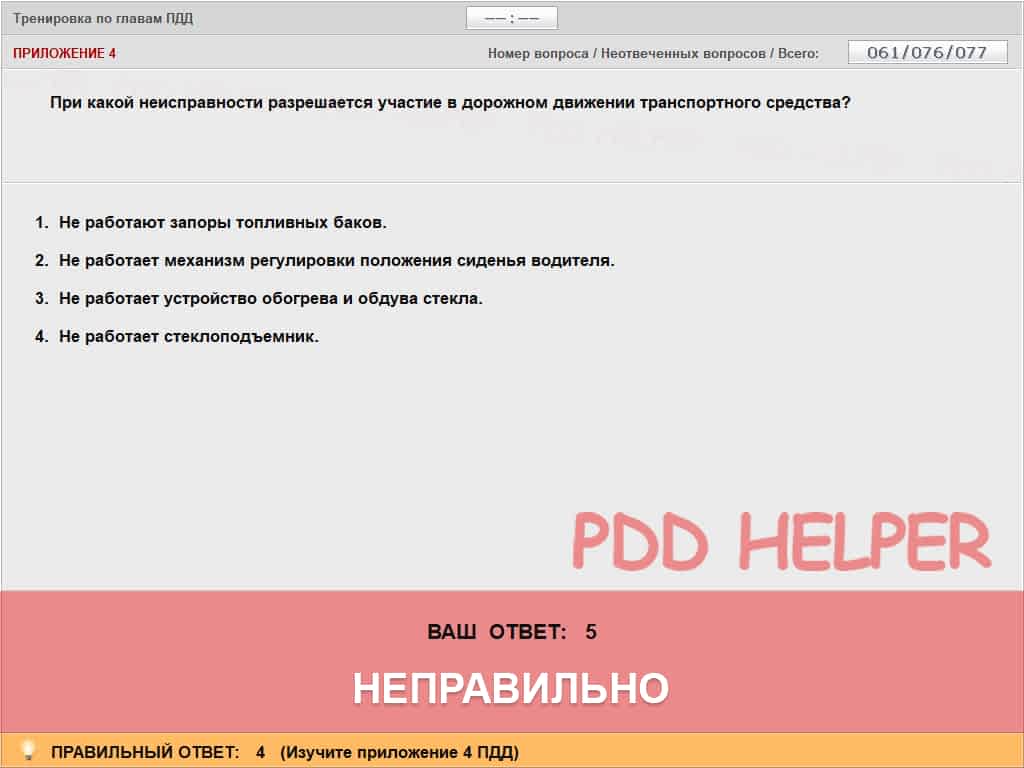 Тренировка по главам ПДД
—— : ——
ПРИЛОЖЕНИЕ 4
Номер вопроса / Неотвеченных вопросов / Всего:
061/076/077
При какой неисправности разрешается участие в дорожном движении транспортного средства?
1. Не работают запоры топливных баков.
2. Не работает механизм регулировки положения сиденья водителя.
3. Не работает устройство обогрева и обдува стекла.
4. Не работает стеклоподъемник.
PDD HELPER
ВАШ ОТВЕТ: 5
НЕПРАВИЛЬНО
ПРАВИЛЬНЫЙ ОТВЕТ: 4 (Изучите приложение 4 ПДД)